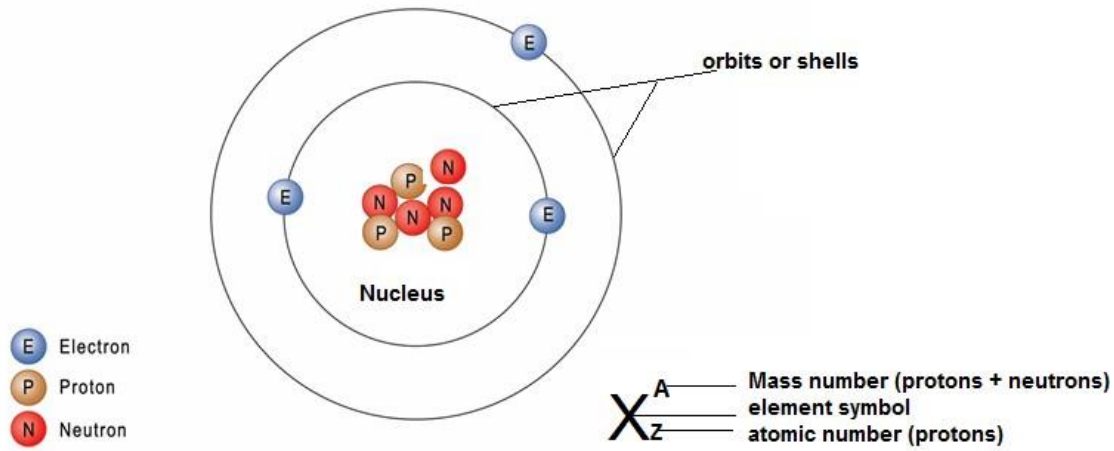 E
orbits or shells
N
P
E
N
N
E
N
P
P
Nucleus
E Electron
P Proton
N Neutron
X A Z
Mass number (protons + neutrons)
element symbol
atomic number (protons)